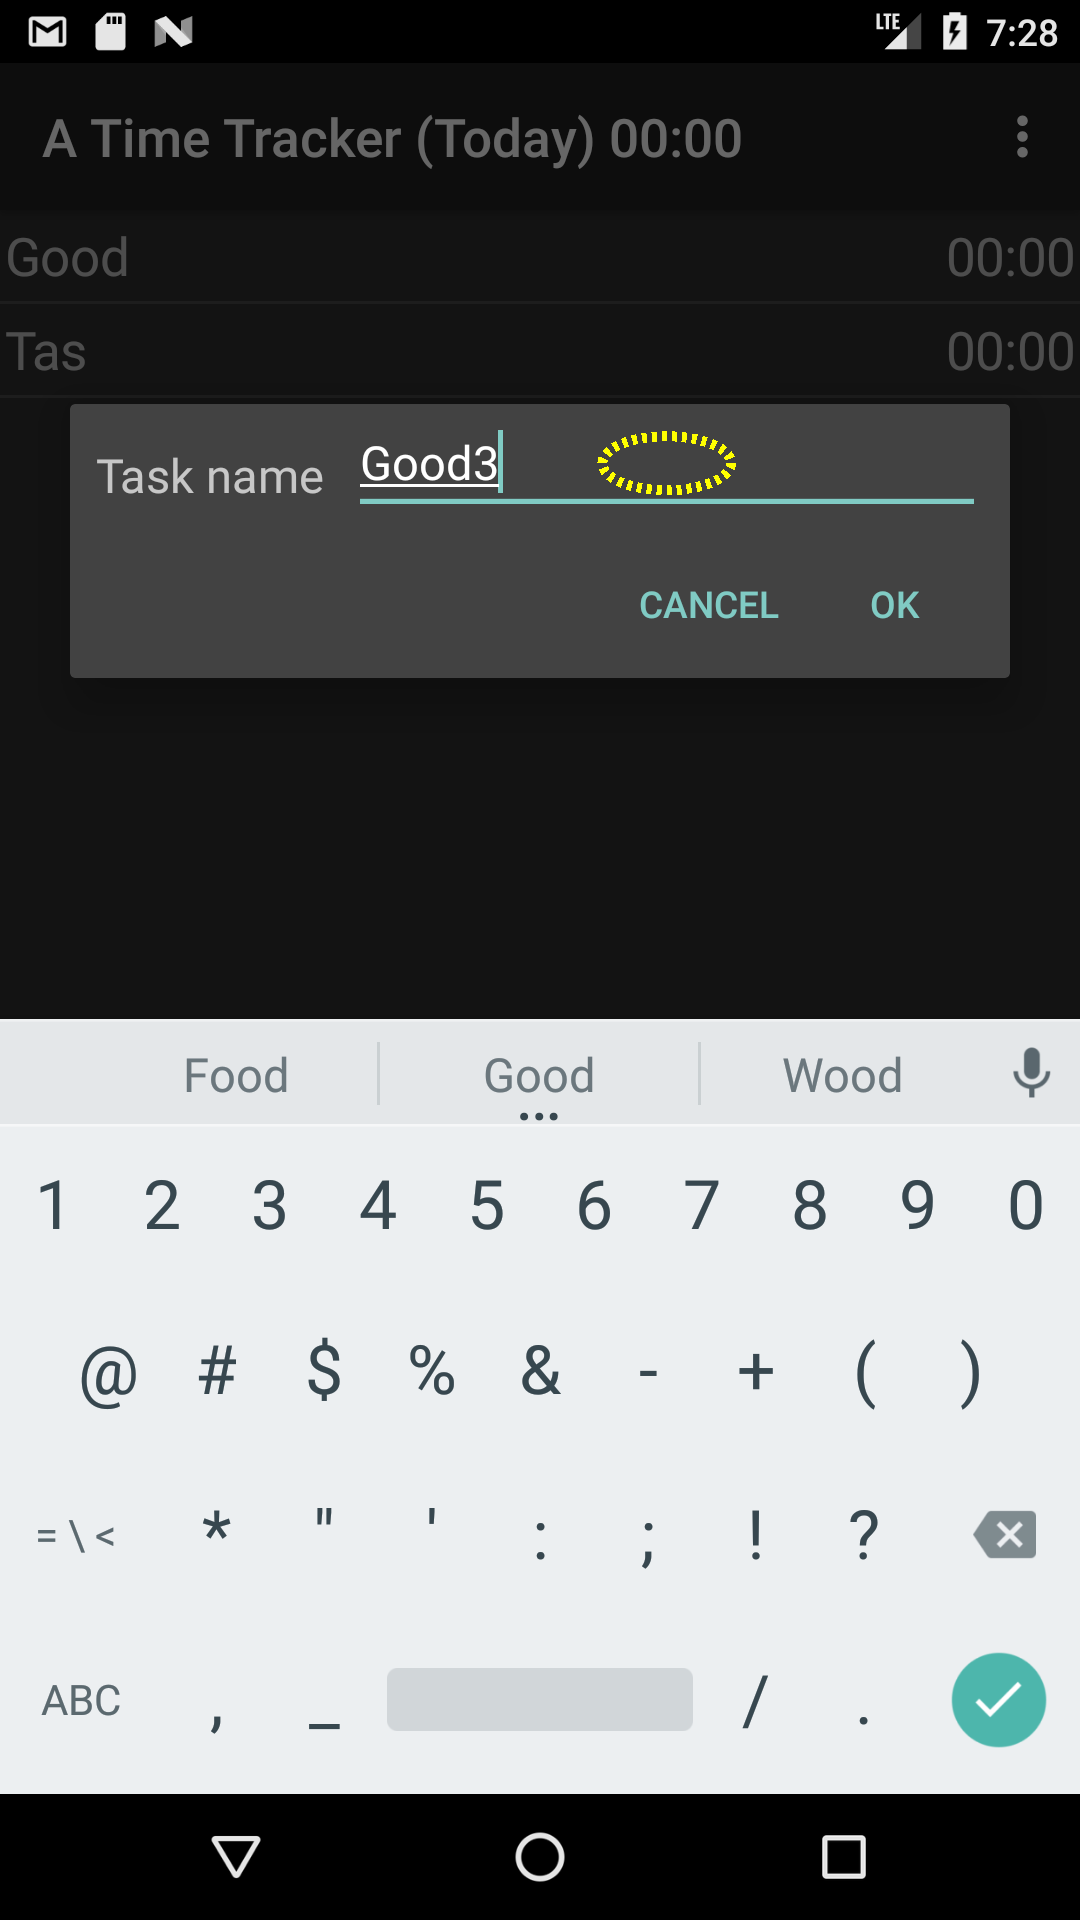 LTE 7:28
A Time Tracker (Today) 00:00
Good 00:00
Tas 00:00
Task name Good3
CANCEL OK
Food Good Wood
1 2 3 4 5 6 7 8 9 0
@ # $ % & - + ( )
= \ < * " ' : ; ! ?
ABC , _ / .